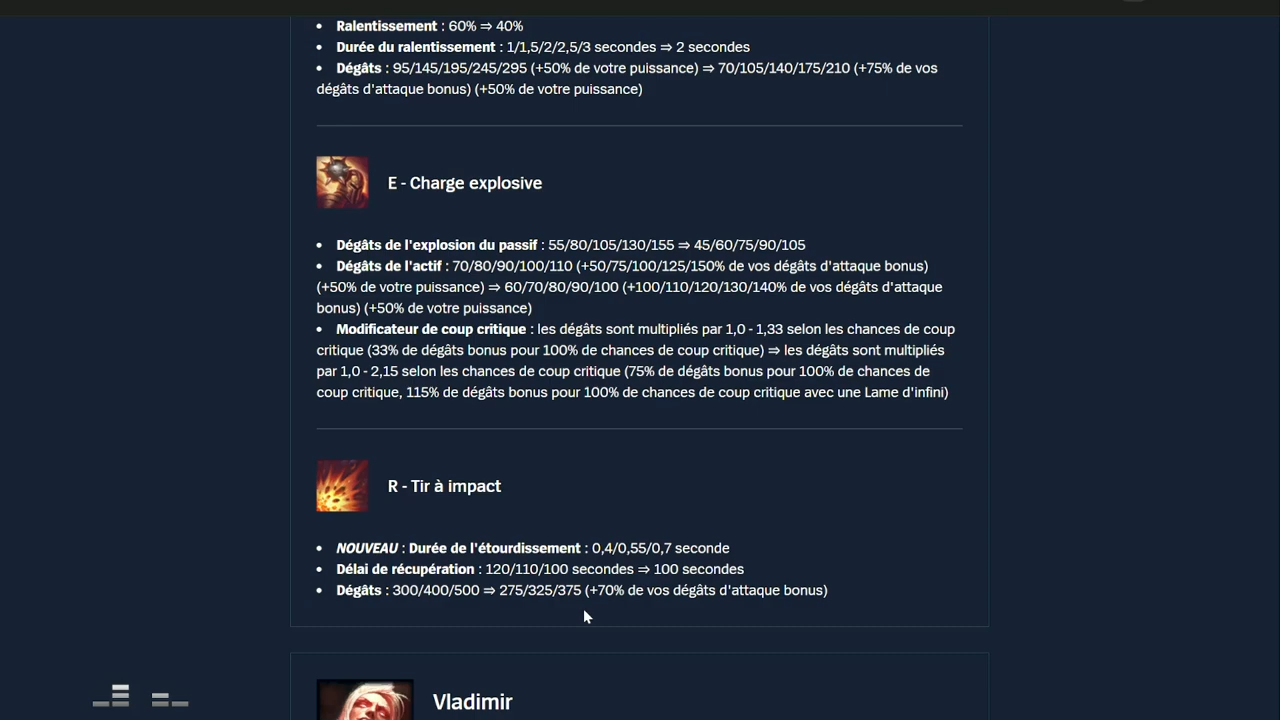 • Ralentissement : 60% ⇒ 40%
• Durée du ralentissement : 1/1,5/2/2,5/3 secondes ⇒ 2 secondes
• Dégâts : 95/145/195/245/295 (+50% de votre puissance) ⇒ 70/105/140/175/210 (+75% de vos
dégâts d'attaque bonus) (+50% de votre puissance)
E - Charge explosive
• Dégâts de l'explosion du passif : 55/80/105/130/155 ⇒ 45/60/75/90/105
• Dégâts de l'actif : 70/80/90/100/110 (+50/75/100/125/150% de vos dégâts d'attaque bonus)
(+50% de votre puissance) ⇒ 60/70/80/90/100 (+100/110/120/130/140% de vos dégâts d'attaque
bonus) (+50% de votre puissance)
• Modificateur de coup critique : les dégâts sont multipliés par 1,0 - 1,33 selon les chances de coup
critique (33% de dégâts bonus pour 100% de chances de coup critique) ⇒ les dégâts sont multipliés
par 1,0 - 2,15 selon les chances de coup critique (75% de dégâts bonus pour 100% de chances de
coup critique, 115% de dégâts bonus pour 100% de chances de coup critique avec une Lame d'infini)
R - Tir à impact
• NOUVEAU : Durée de l'étourdissement : 0,4/0,55/0,7 seconde
• Délai de récupération : 120/110/100 secondes ⇒ 100 secondes
• Dégâts : 300/400/500 ⇒ 275/325/375 (+70% de vos dégâts d'attaque bonus)
Vladimir